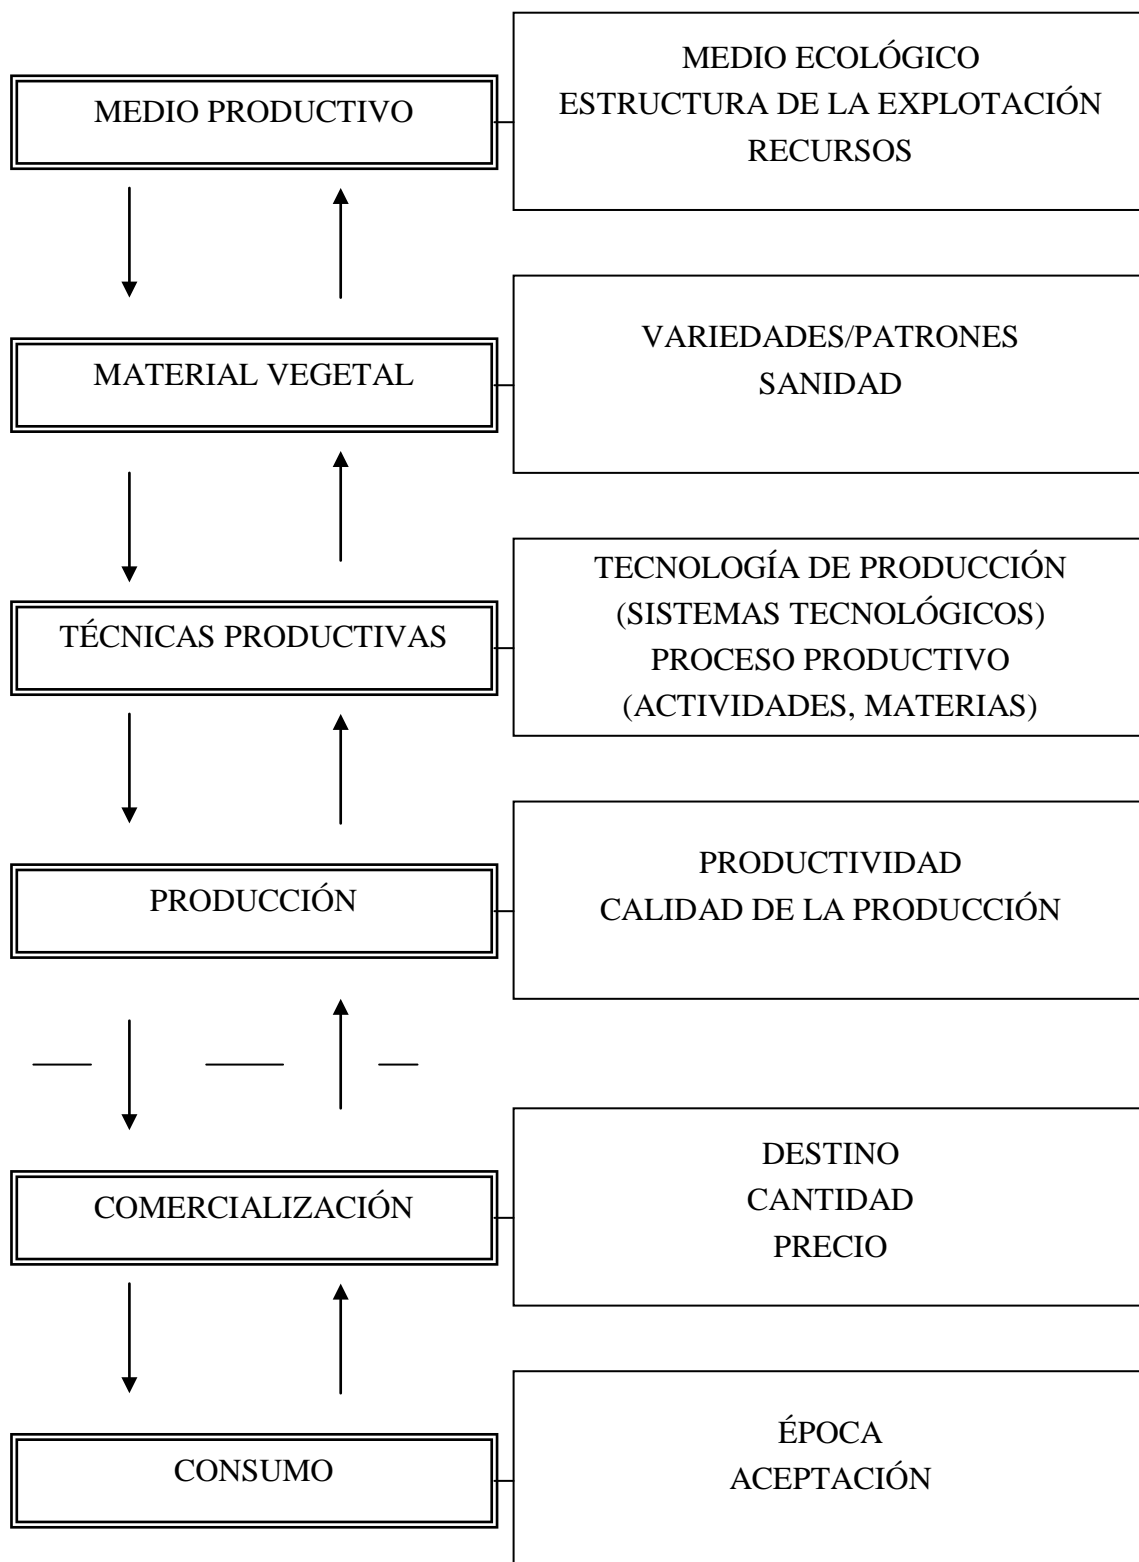 MEDIO PRODUCTIVO
MEDIO ECOLÓGICO
ESTRUCTURA DE LA EXPLOTACIÓN
RECURSOS
MATERIAL VEGETAL
VARIEDADES/PATRONES
SANIDAD
TÉCNICAS PRODUCTIVAS
TECNOLOGÍA DE PRODUCCIÓN
(SISTEMAS TECNOLÓGICOS)
PROCESO PRODUCTIVO
(ACTIVIDADES, MATERIAS)
PRODUCCIÓN
PRODUCTIVIDAD
CALIDAD DE LA PRODUCCIÓN
COMERCIALIZACIÓN
DESTINO
CANTIDAD
PRECIO
CONSUMO
ÉPOCA
ACEPTACIÓN